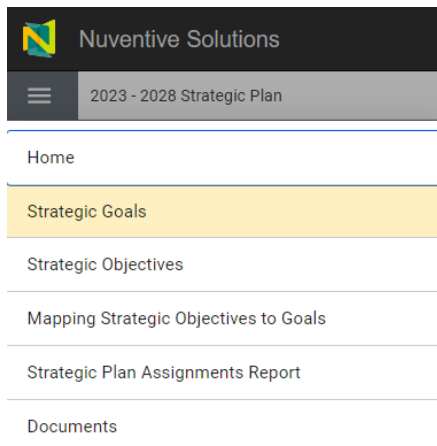 Nuventive Solutions
2023 - 2028 Strategic Plan
Home
Strategic Goals
Strategic Objectives
Mapping Strategic Objectives to Goals
Strategic Plan Assignments Report
Documents